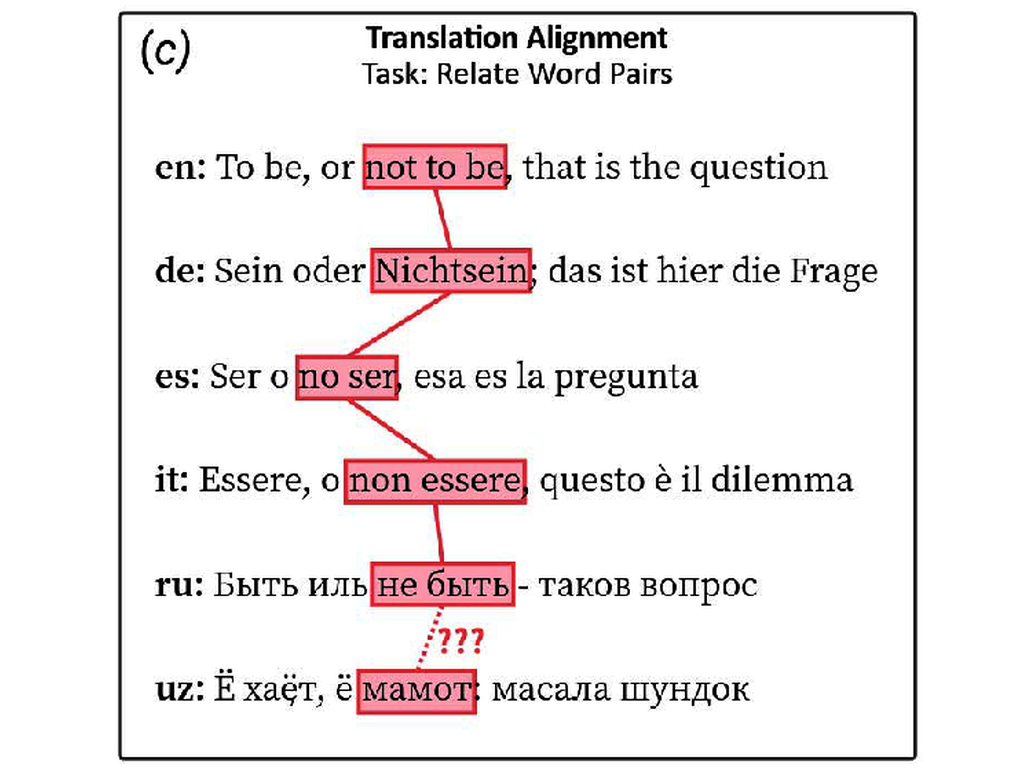 (c)
Translation Alignment
Task: Relate Word Pairs
en: To be, or not to be, that is the question
de: Sein oder Nichtsein; das ist hier die Frage
es: Ser o no ser, esa es la pregunta
it: Essere, o non essere, questo è il dilemma
ru: Быть иль не быть - таков вопрос
???
uz: Ё хаёт, ё мамот: масала шундок